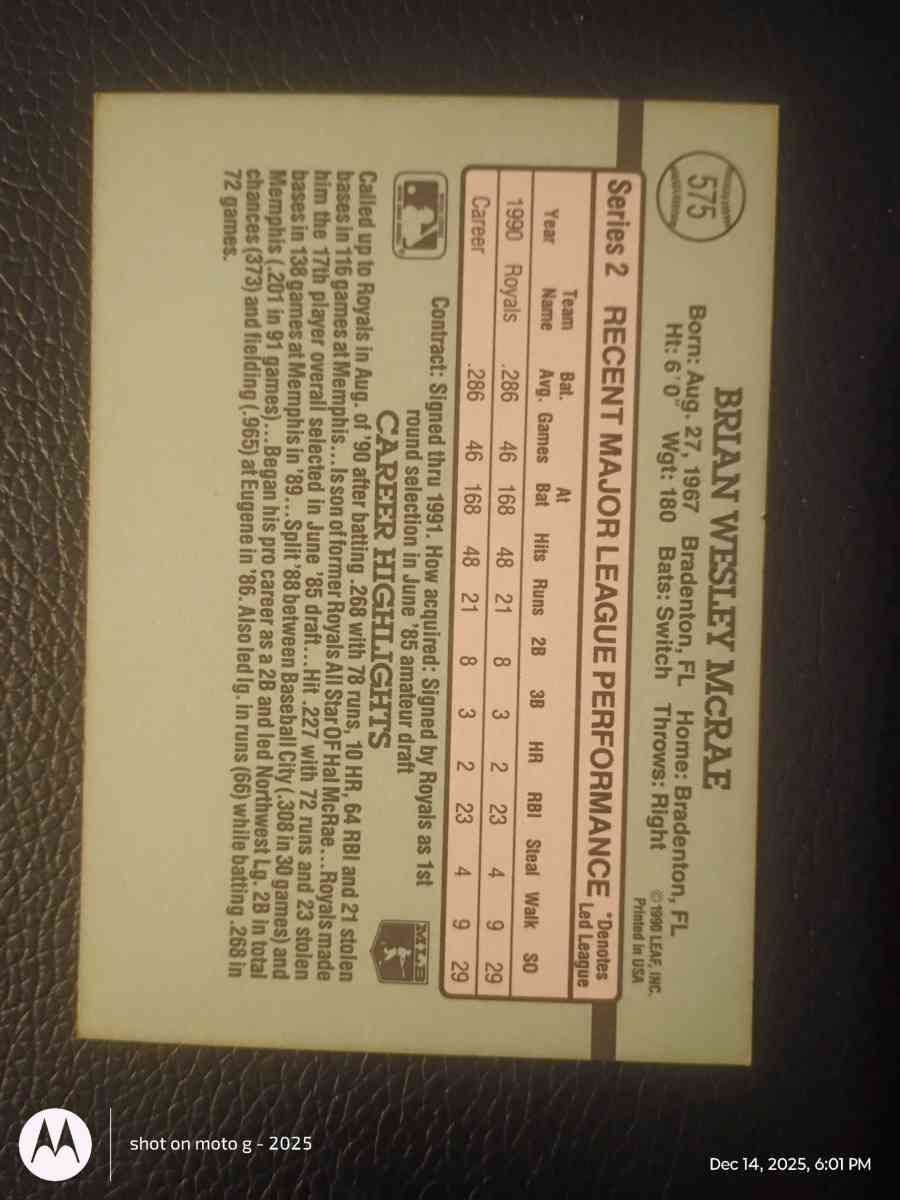 575
BRIAN WESLEY McRAE
Born: Aug. 27, 1967 Bradenton, FL Home: Bradenton, FL
Ht: 6'0" Wgt: 180 Bats: Switch Throws: Right
©1990 LEAF, INC.
Printed in USA
Series 2 RECENT MAJOR LEAGUE PERFORMANCE *Denotes Led League
Year Team Name Bat. Avg. Games At Bat Hits Runs 2B 3B HR RBI Steal Walk SO
1990 Royals .286 46 168 48 21 8 3 2 23 4 9 29
Career .286 46 168 48 21 8 3 2 23 4 9 29
Contract: Signed thru 1991. How acquired: Signed by Royals as 1st
round selection in June '85 amateur draft
MLB
CAREER HIGHLIGHTS
Called up to Royals in Aug. of '90 after batting .268 with 78 runs, 10 HR, 64 RBI and 21 stolen
bases in 116 games at Memphis...Is son of former Royals All Star OF Hal McRae...Royals made
him the 17th player overall selected in June '85 draft...Hit .227 with 72 runs and 23 stolen
bases in 138 games at Memphis in '89...Split '88 between Baseball City (.308 in 30 games) and
Memphis (.201 in 91 games)...Began his pro career as a 2B and led Northwest Lg. 2B in total
chances (373) and fielding (.965) at Eugene in '86. Also led lg. in runs (66) while batting .268 in
72 games.
shot on moto g - 2025
Dec 14, 2025, 6:01 PM